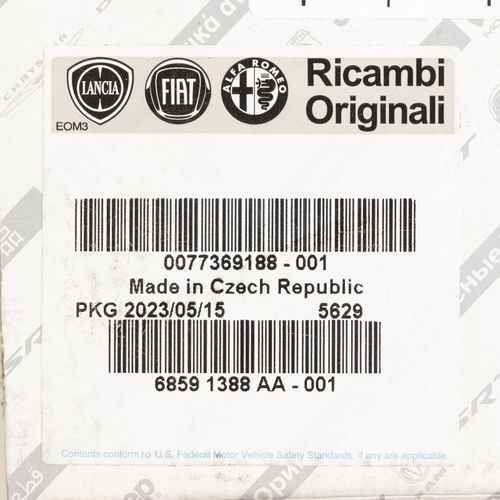 LANCIA
FIAT
ALFA ROMEO
Ricambi
Originali
EOM3
0077369188 - 001
Made in Czech Republic
PKG 2023/05/15 5629
6859 1388 AA - 001
Contents conform to U.S. Federal Motor Vehicle Safety Standards, if any are applicable.